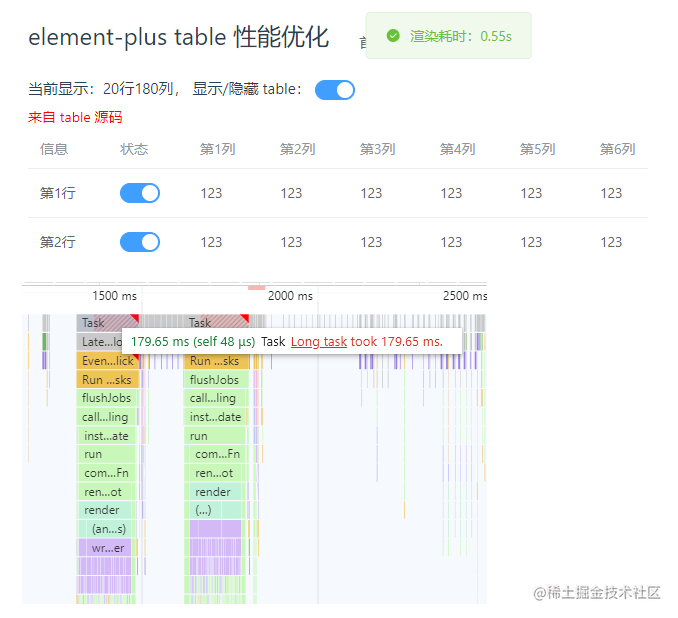 element-plus table 性能优化
渲染耗时：0.55s
当前显示：20行180列， 显示/隐藏 table：
来自 table 源码
信息 状态 第1列 第2列 第3列 第4列 第5列 第6列
第1行 123 123 123 123 123 123
第2行 123 123 123 123 123 123
1500 ms 2000 ms 2500 ms
Task Task
Late...lo
179.65 ms (self 48 μs) Task Long task took 179.65 ms.
Even...lick Run ...sks
Run ...sks flushJobs
flushJobs call...ling
call...ling inst...date
inst...ate run
run com...Fn
com...Fn ren...ot
ren...ot render
render (...)
(an...s)
wr...er
@稀土掘金技术社区